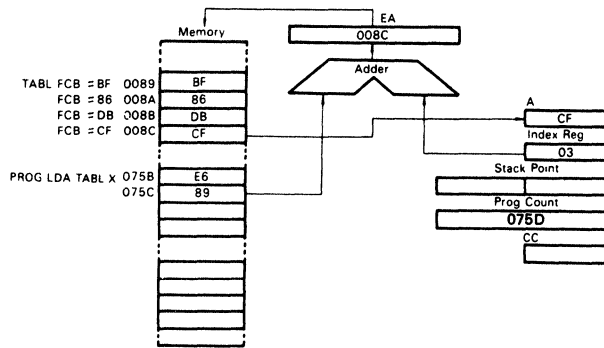 EA
008C
Memory
Adder
TABL FCB = BF 0089 BF
FCB = 86 008A 86
FCB = DB 008B DB
FCB = CF 008C CF
A
CF
Index Reg
03
PROG LDA TABL X 075B E6
075C 89
Stack Point
Prog Count
075D
CC